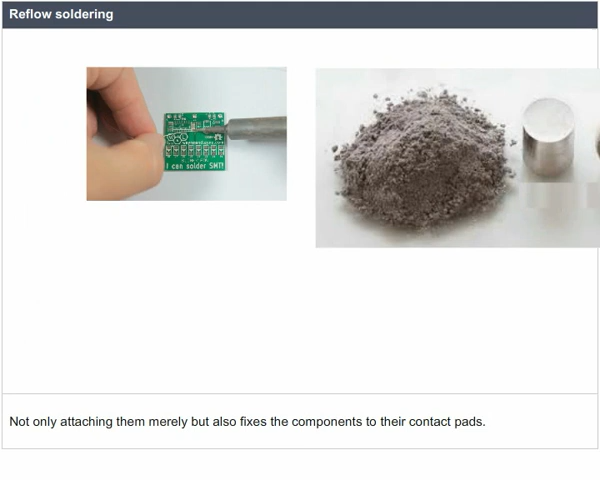 Reflow soldering
I can solder SMT!
Not only attaching them merely but also fixes the components to their contact pads.